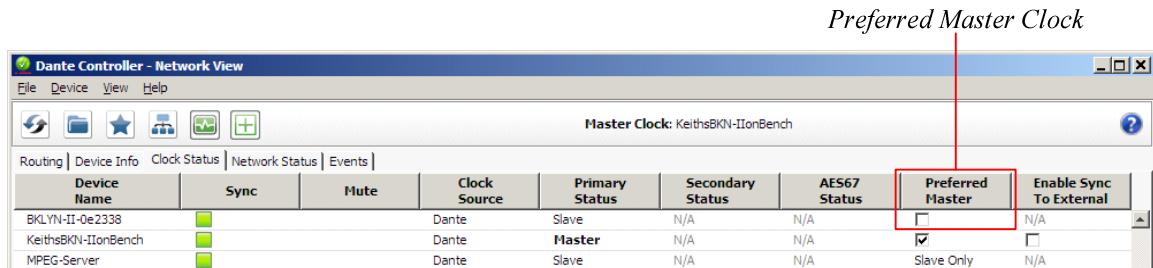 Preferred Master Clock
Dante Controller - Network View
File Device View Help
Master Clock: KeithsBKN-IIonBench
?
Routing Device Info Clock Status Network Status Events
Device Name Sync Mute Clock Source Primary Status Secondary Status AES67 Status Preferred Master Enable Sync To External
BKLYN-II-0e2338 Dante Slave N/A N/A N/A
KeithsBKN-IIonBench Dante Master N/A N/A
MPEG-Server Dante Slave N/A N/A Slave Only N/A